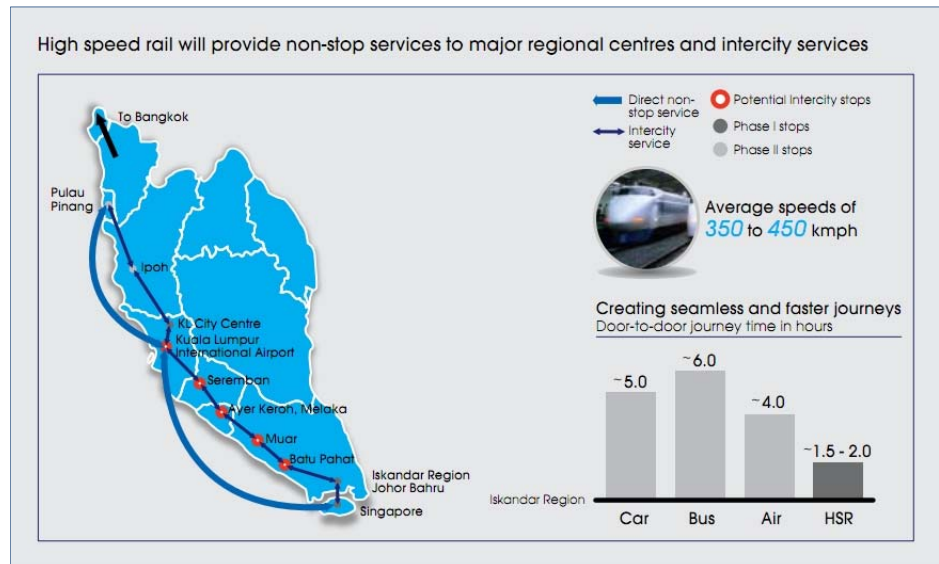 High speed rail will provide non-stop services to major regional centres and intercity services
To Bangkok
Pulau
Pinang
Ipoh
KL City Centre
Kuala Lumpur
International Airport
Seremban
Ayer Keroh, Melaka
Muar
Batu Pahat
Iskandar Region
Johor Bahru
Singapore
Direct non-
stop service
Intercity
service
Potential Intercity stops
Phase I stops
Phase II stops
Average speeds of
350 to 450 kmph
Creating seamless and faster journeys
Door-to-door journey time in hours
~5.0
~6.0
~4.0
~1.5 - 2.0
Iskandar Region
Car
Bus
Air
HSR